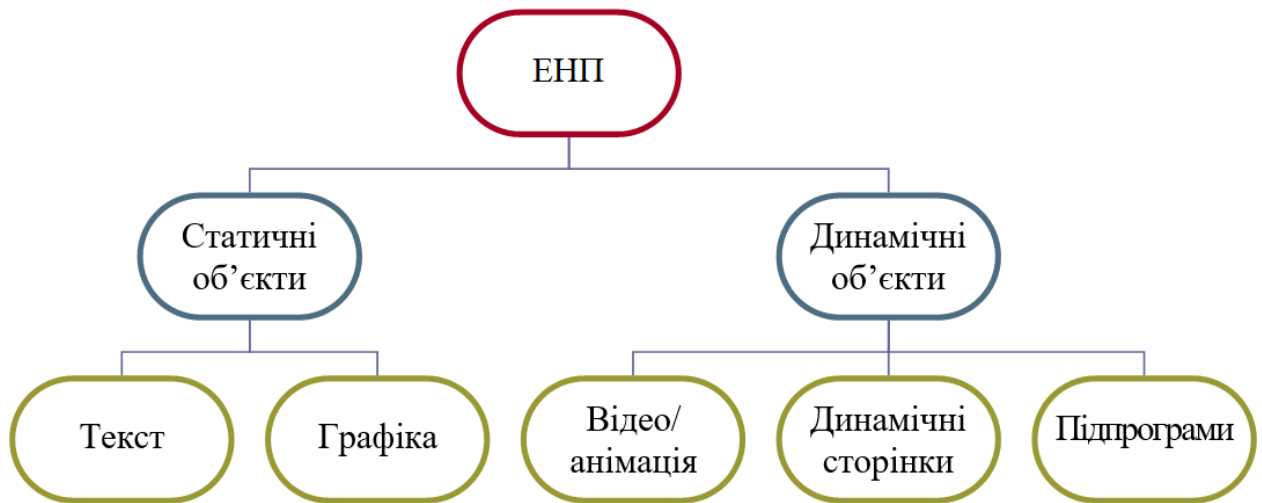 ЕНП
Статичні
об’єкти
Динамічні
об’єкти
Текст
Графіка
Відео/
анімація
Динамічні
сторінки
Підпрограми